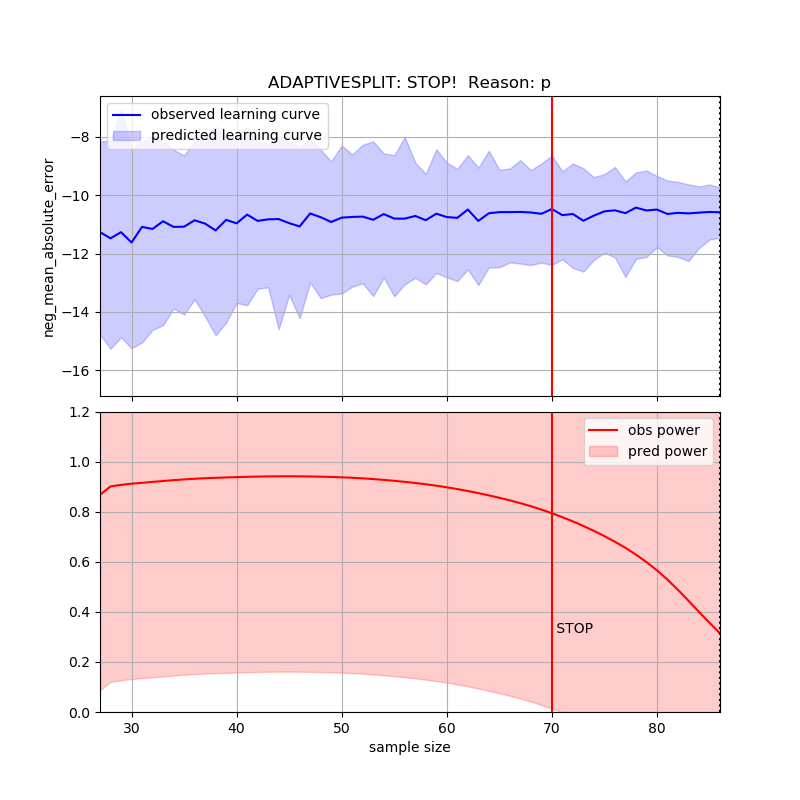 ADAPTIVESPLIT: STOP!  Reason: p
observed learning curve
predicted learning curve
neg_mean_absolute_error
−8
−10
−12
−14
−16
obs power
pred power
STOP
1.2
1.0
0.8
0.6
0.4
0.2
0.0
30 40 50 60 70 80
sample size